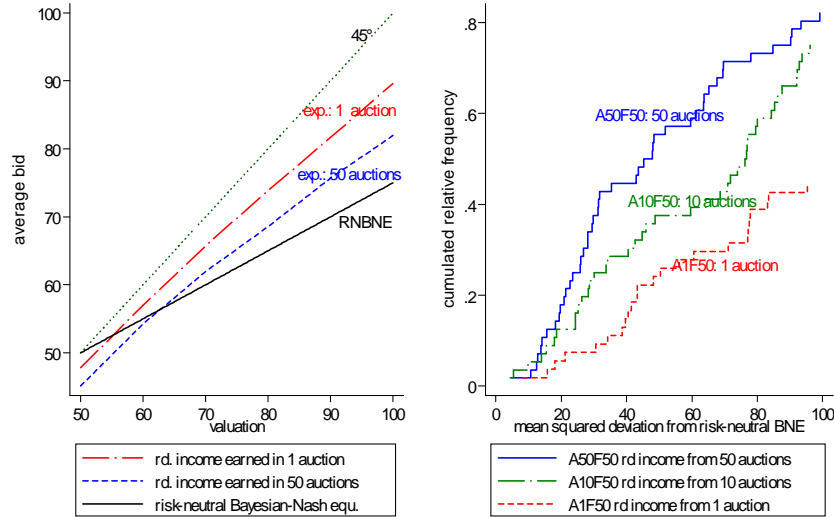 100
90
80
70
60
50
average bid
45°
exp.: 1 auction
exp.: 50 auctions
RNBNE
50 60 70 80 90 100
valuation
rd. income earned in 1 auction
rd. income earned in 50 auctions
risk-neutral Bayesian-Nash equ.
.8
.6
.4
.2
0
cumulated relative frequency
A50F50: 50 auctions
A10F50: 10 auctions
A1F50: 1 auction
0 20 40 60 80 100
mean squared deviation from risk-neutral BNE
A50F50 rd income from 50 auctions
A10F50 rd income from 10 auctions
A1F50 rd income from 1 auction